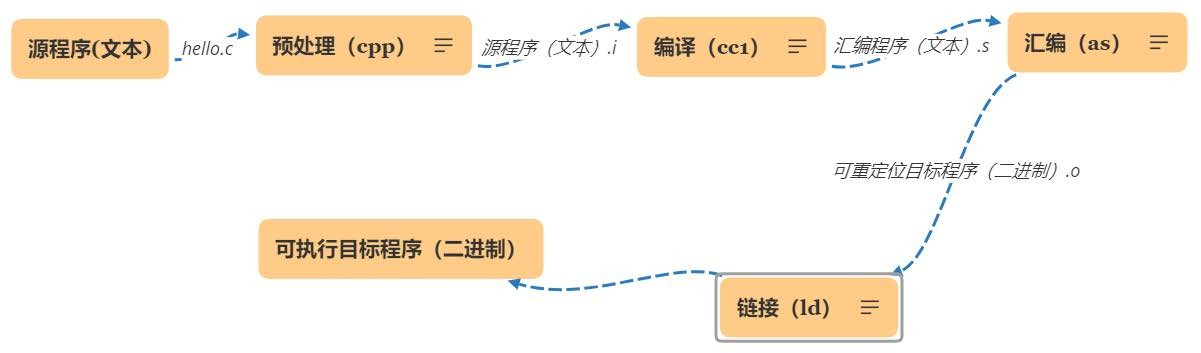 源程序(文本)
hello.c
预处理（cpp）
源程序（文本）.i
编译（cc1）
汇编程序（文本）.s
汇编（as）
可重定位目标程序（二进制）.o
可执行目标程序（二进制）
链接（ld）